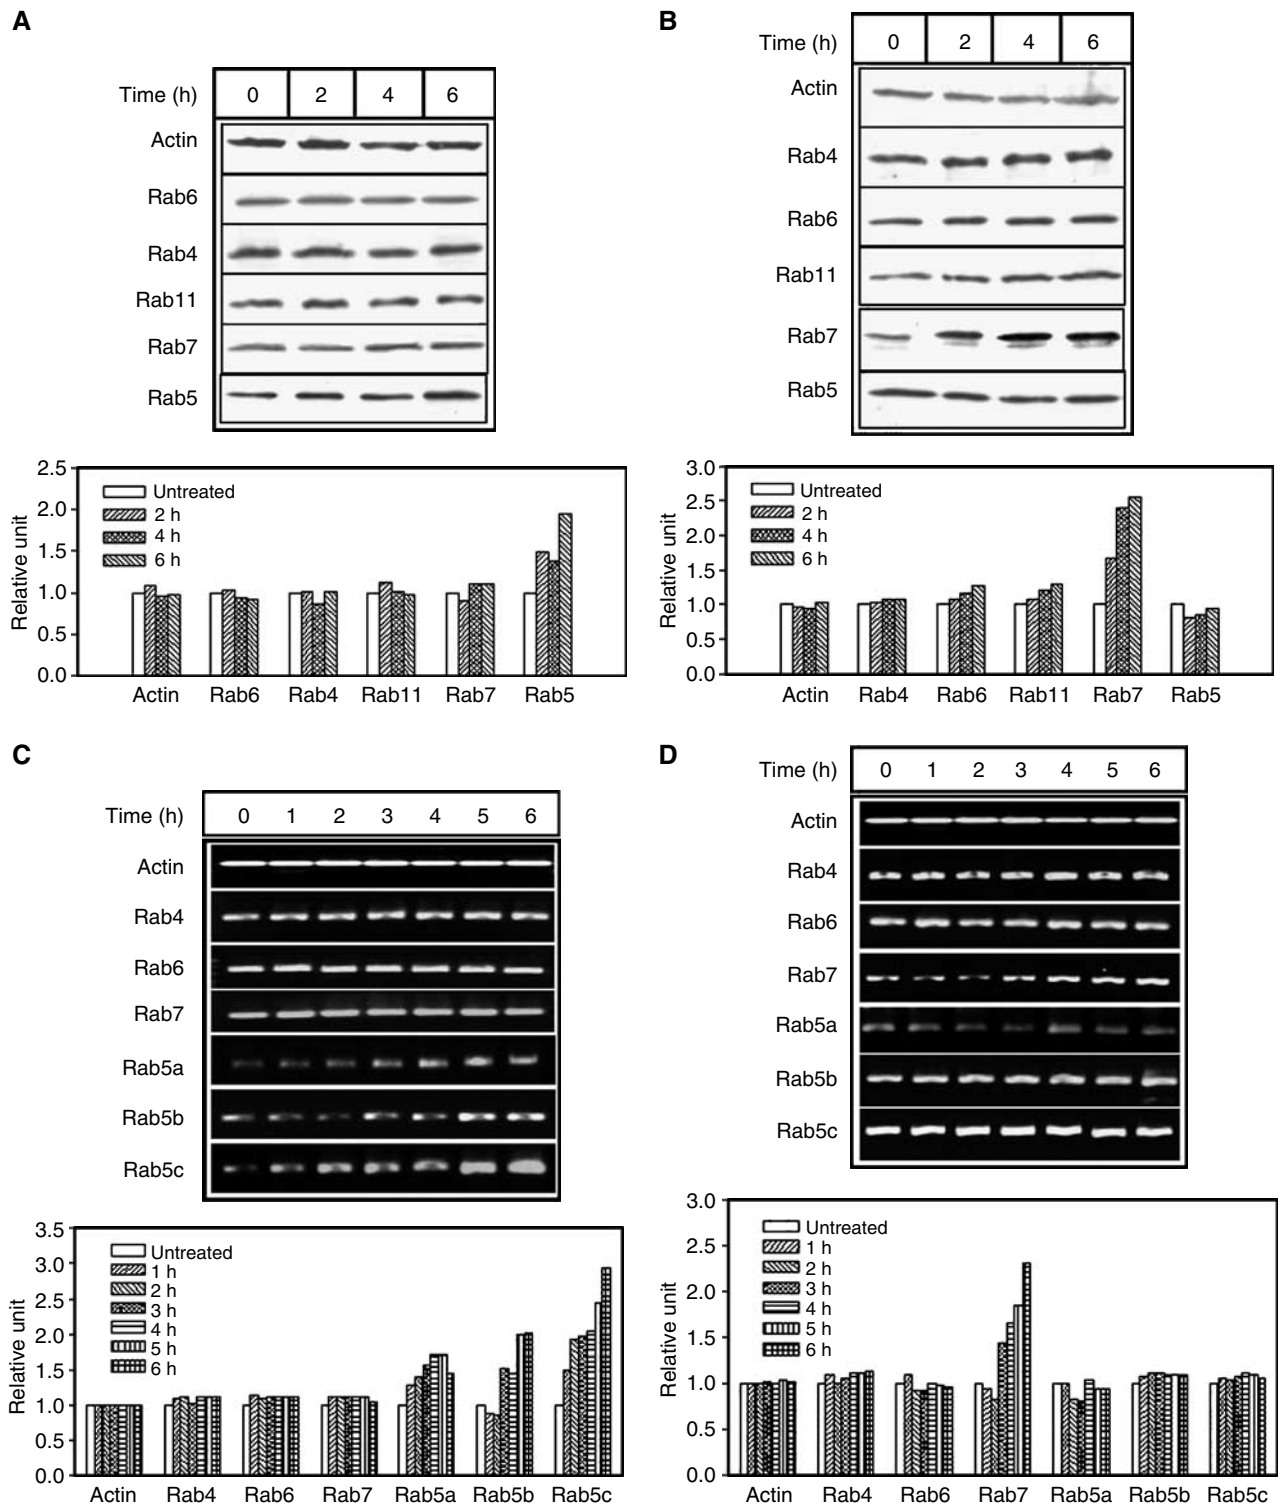 A
Time (h) 0 2 4 6
Actin
Rab6
Rab4
Rab11
Rab7
Rab5
2.5
2.0
1.5
1.0
0.5
0.0
Relative unit
Untreated
2 h
4 h
6 h
Actin Rab6 Rab4 Rab11 Rab7 Rab5
B
Time (h) 0 2 4 6
Actin
Rab4
Rab6
Rab11
Rab7
Rab5
3.0
2.5
2.0
1.5
1.0
0.5
0.0
Relative unit
Untreated
2 h
4 h
6 h
Actin Rab4 Rab6 Rab11 Rab7 Rab5
C
Time (h) 0 1 2 3 4 5 6
Actin
Rab4
Rab6
Rab7
Rab5a
Rab5b
Rab5c
3.5
3.0
2.5
2.0
1.5
1.0
0.5
0.0
Relative unit
Untreated
1 h
2 h
3 h
4 h
5 h
6 h
Actin Rab4 Rab6 Rab7 Rab5a Rab5b Rab5c
D
Time (h) 0 1 2 3 4 5 6
Actin
Rab4
Rab6
Rab7
Rab5a
Rab5b
Rab5c
3.0
2.5
2.0
1.5
1.0
0.5
0.0
Relative unit
Untreated
1 h
2 h
3 h
4 h
5 h
6 h
Actin Rab4 Rab6 Rab7 Rab5a Rab5b Rab5c